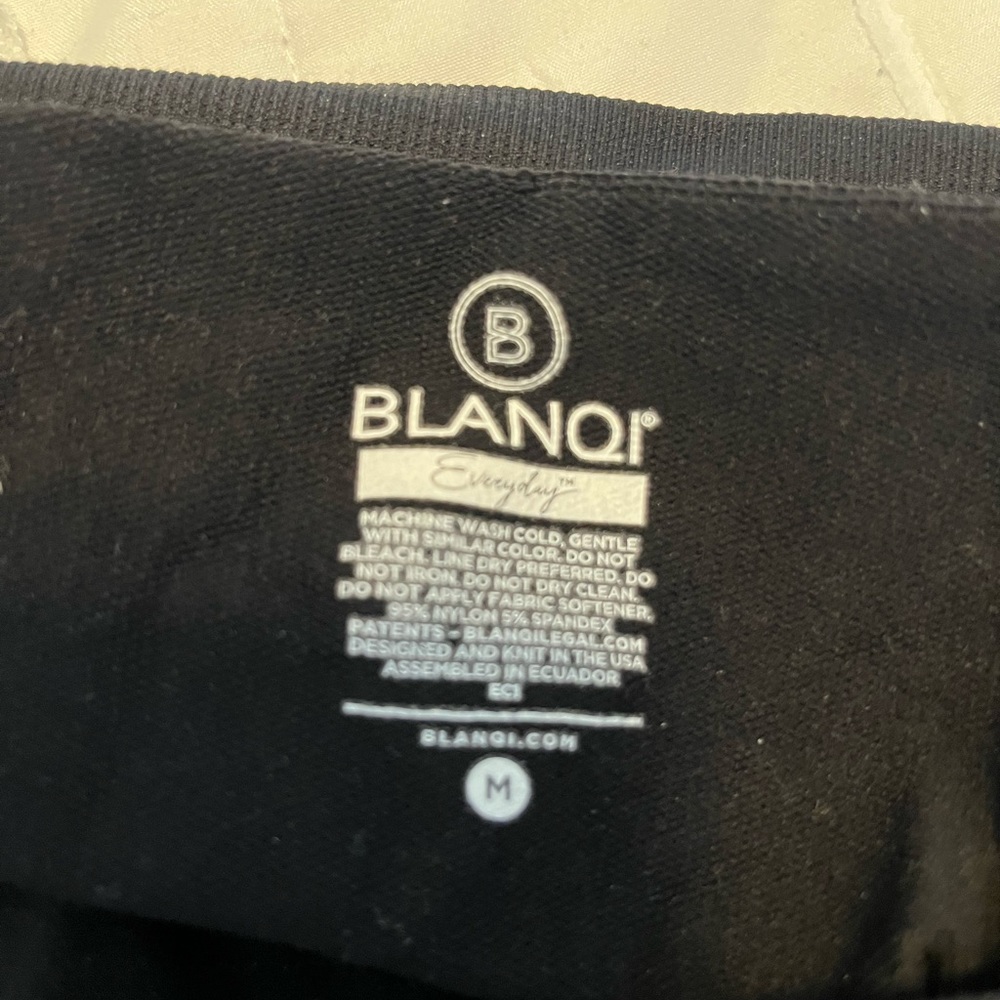 B
BLANQI®
Everyday™
MACHINE WASH COLD, GENTLE
WITH SIMILAR COLOR. DO NOT
BLEACH. LINE DRY PREFERRED. DO
NOT IRON. DO NOT DRY CLEAN.
DO NOT APPLY FABRIC SOFTENER.
95% NYLON 5% SPANDEX
PATENTS - BLANQILEGAL.COM
DESIGNED AND KNIT IN THE USA
ASSEMBLED IN ECUADOR
EC1
BLANQI.COM
M